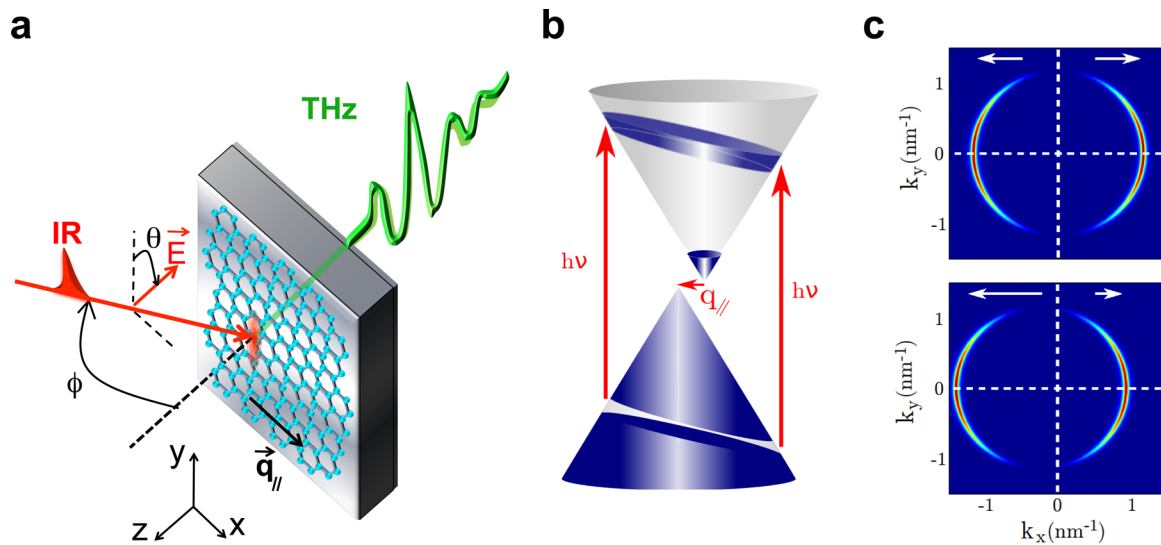 a
THz
IR
θ
E
ϕ
q//
y
z
x
b
hν
hν
q//
c
1
0
-1
ky(nm-1)
1
0
-1
ky(nm-1)
-1
0
1
kx(nm-1)